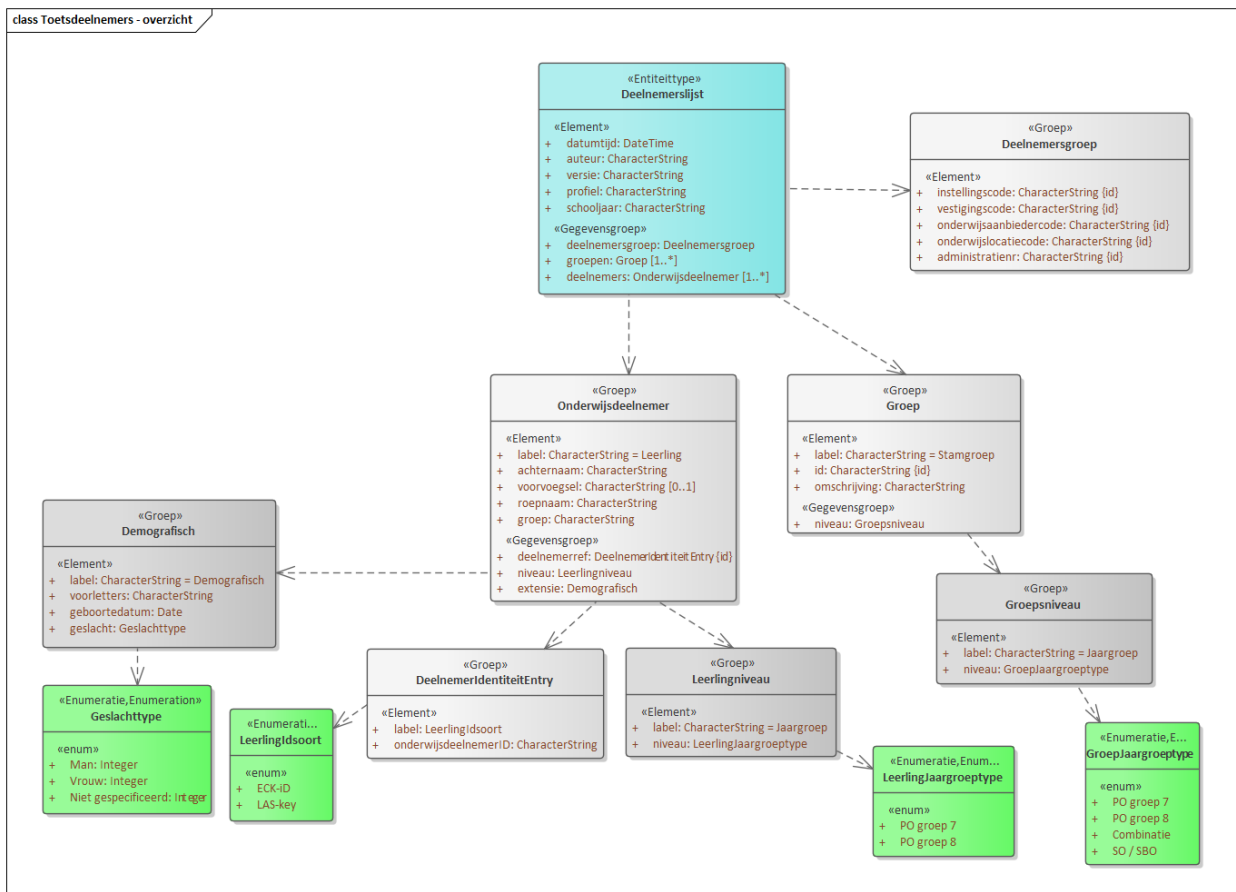 class Toetsdeelnemers - overzicht
«Entiteittype»
Deelnemerslijst
«Element»
+ datumtijd: DateTime
+ auteur: CharacterString
+ versie: CharacterString
+ profiel: CharacterString
+ schooljaar: CharacterString
«Gegevensgroep»
+ deelnemersgroep: Deelnemersgroep
+ groepen: Groep [1..*]
+ deelnemers: Onderwijsdeelnemer [1..*]
«Groep»
Deelnemersgroep
«Element»
+ instellingscode: CharacterString {id}
+ vestigingscode: CharacterString {id}
+ onderwijsaanbiedercode: CharacterString {id}
+ onderwijslocatiecode: CharacterString {id}
+ administratienr: CharacterString {id}
«Groep»
Onderwijsdeelnemer
«Element»
+ label: CharacterString = Leerling
+ achternaam: CharacterString
+ voorvoegsel: CharacterString [0..1]
+ roepnaam: CharacterString
+ groep: CharacterString
«Gegevensgroep»
+ deelnemerref: DeelnemerIdentiteitEntry {id}
+ niveau: Leerlingniveau
+ extensie: Demografisch
«Groep»
Groep
«Element»
+ label: CharacterString = Stamgroep
+ id: CharacterString {id}
+ omschrijving: CharacterString
«Gegevensgroep»
+ niveau: Groepsniveau
«Groep»
Demografisch
«Element»
+ label: CharacterString = Demografisch
+ voorletters: CharacterString
+ geboortedatum: Date
+ geslacht: Geslachttype
«Groep»
Groepsniveau
«Element»
+ label: CharacterString = Jaargroep
+ niveau: GroepJaargroeptype
«Groep»
DeelnemerIdentiteitEntry
«Element»
+ label: LeerlingIdsoort
+ onderwijsdeelnemerID: CharacterString
«Groep»
Leerlingniveau
«Element»
+ label: CharacterString = Jaargroep
+ niveau: LeerlingJaargroeptype
«Enumeratie,Enumeration»
Geslachttype
«enum»
+ Man: Integer
+ Vrouw: Integer
+ Niet gespecificeerd: Integer
«Enumerati...
LeerlingIdsoort
«enum»
+ ECK-iD
+ LAS-key
«Enumeratie,Enum...
LeerlingJaargroeptype
«enum»
+ PO groep 7
+ PO groep 8
«Enumeratie,E...
GroepJaargroeptype
«enum»
+ PO groep 7
+ PO groep 8
+ Combinatie
+ SO / SBO